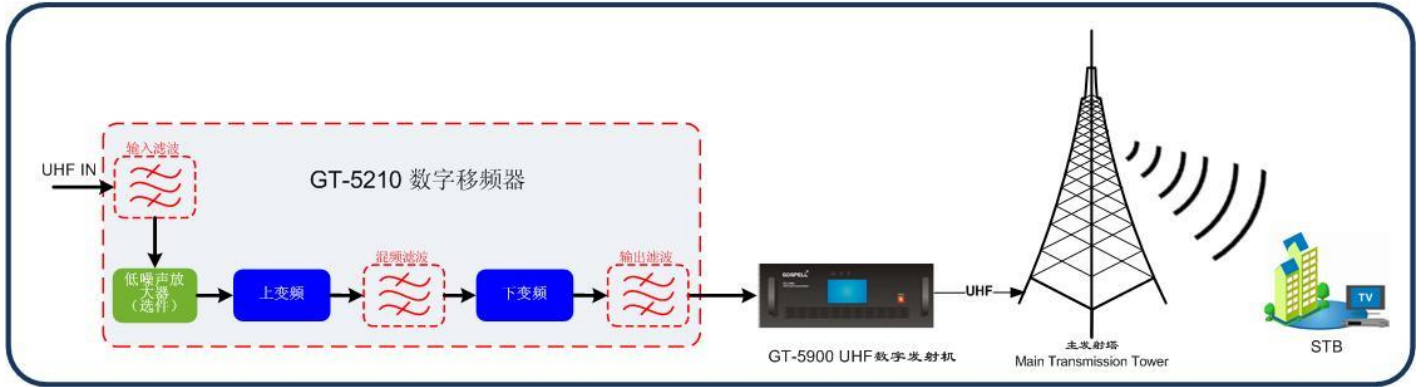 输入滤波
UHF IN
GT-5210 数字移频器
低噪声放
大器
（选件）
上变频
混频滤波
下变频
输出滤波
GOSPELL
GT-5900 UHF数字发射机
UHF
主发射塔
Main Transmission Tower
TV
STB